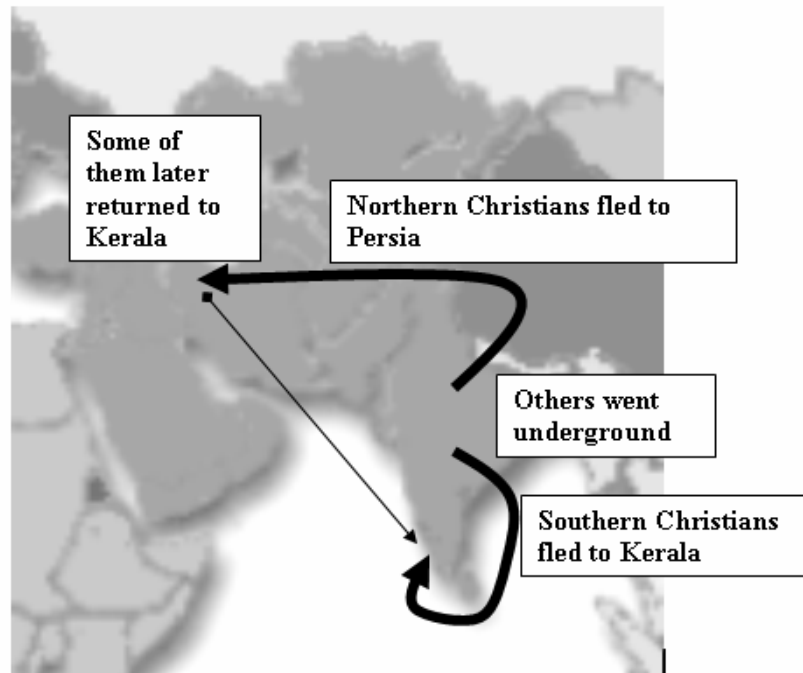 Some of
them later
returned to
Kerala
Northern Christians fled to
Persia
Others went
underground
Southern Christians
fled to Kerala